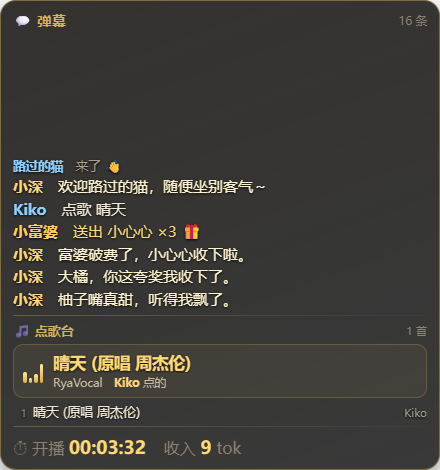 弹幕 16 条
路过的猫 来了
小深 欢迎路过的猫，随便坐别客气～
Kiko 点歌 晴天
小富婆 送出 小心心 ×3
小深 富婆破费了，小心心收下啦。
小深 大橘，你这夸奖我收下了。
小深 柚子嘴真甜，听得我飘了。
点歌台 1 首
晴天 (原唱 周杰伦)
RyaVocal Kiko 点的
1 晴天 (原唱 周杰伦) Kiko
开播 00:03:32 收入 9 tok